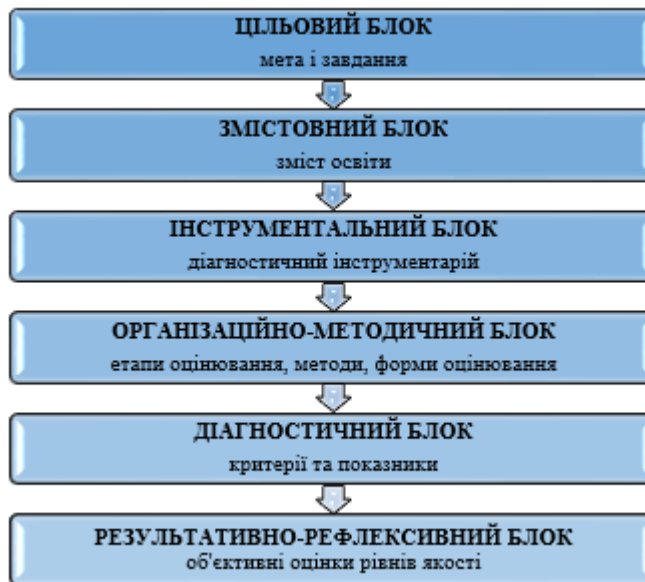 ЦІЛЬОВИЙ БЛОК
мета і завдання
ЗМІСТОВНИЙ БЛОК
зміст освіти
ІНСТРУМЕНТАЛЬНИЙ БЛОК
діагностичний інструментарій
ОРГАНІЗАЦІЙНО-МЕТОДИЧНИЙ БЛОК
етапи оцінювання, методи, форми оцінювання
ДІАГНОСТИЧНИЙ БЛОК
критерії та показники
РЕЗУЛЬТАТИВНО-РЕФЛЕКСИВНИЙ БЛОК
об'єктивні оцінки рівнів якості